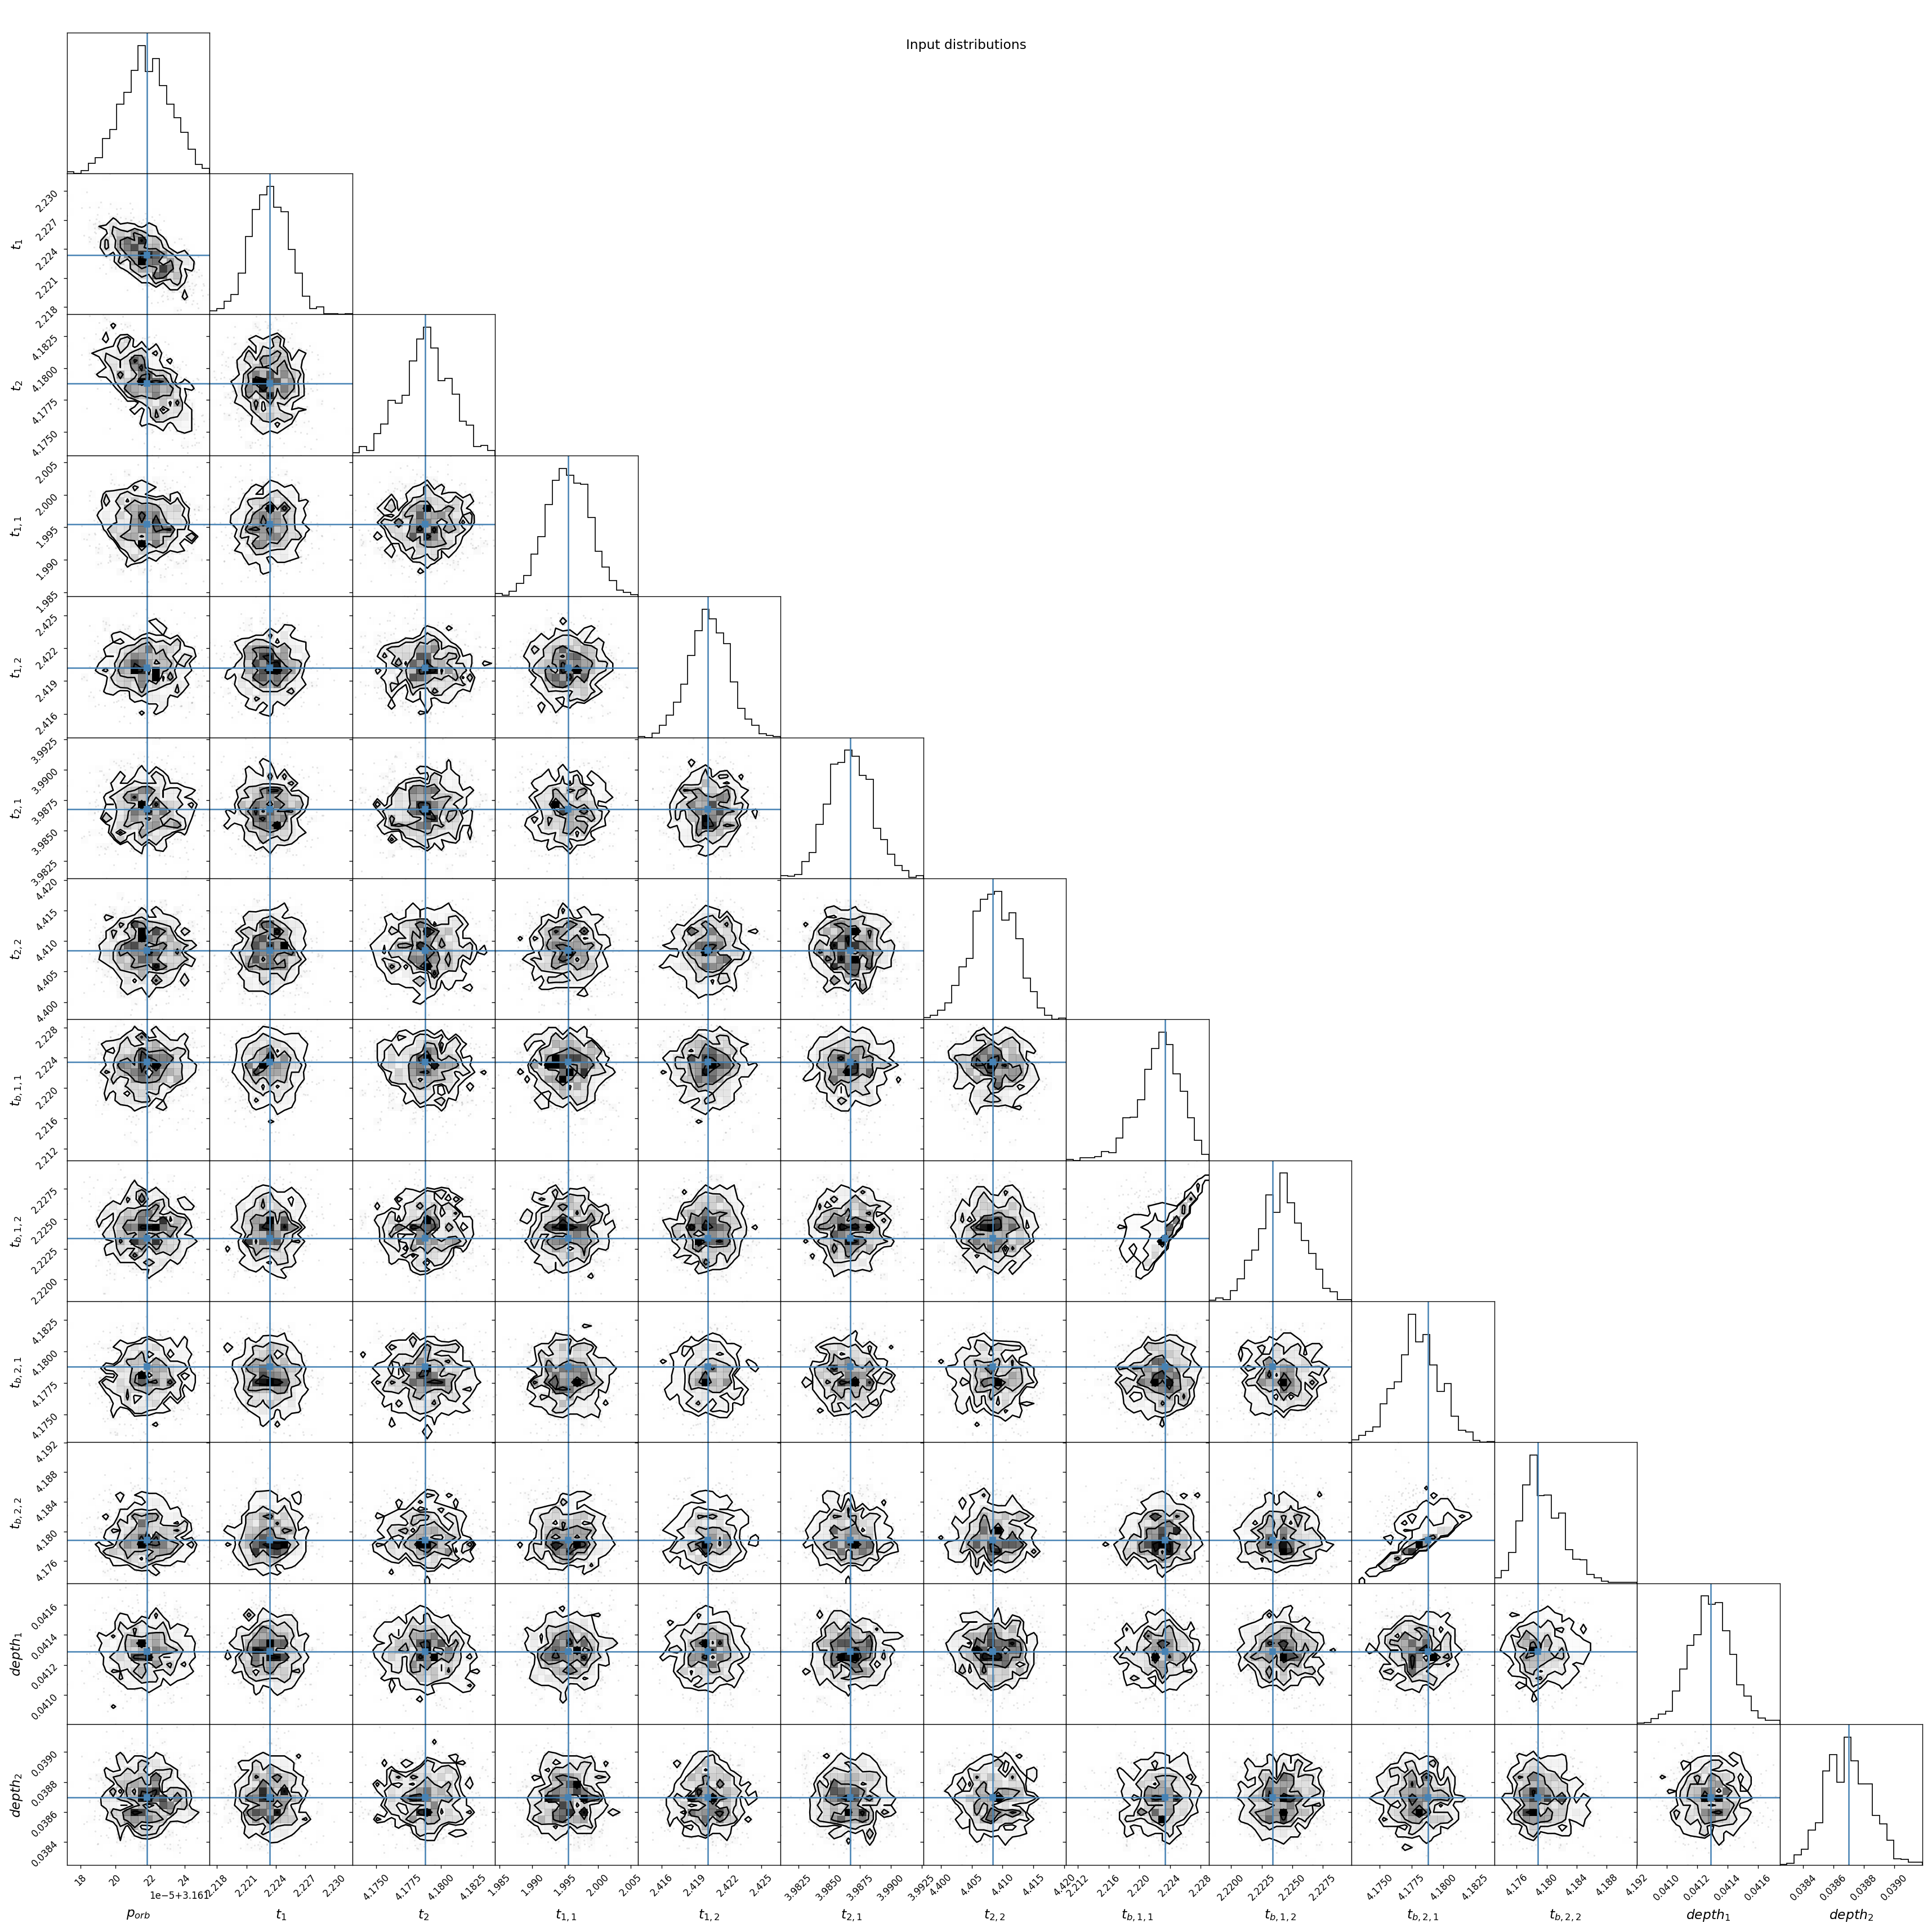 Input distributions
t₁
2.230
2.227
2.224
2.221
2.218
t₂
4.1825
4.1800
4.1775
4.1750
t₁,₁
2.005
2.000
1.995
1.990
1.985
t₁,₂
2.425
2.422
2.419
2.416
t₂,₁
3.9925
3.9900
3.9875
3.9850
3.9825
t₂,₂
4.420
4.415
4.410
4.405
4.400
t_b,1,1
2.228
2.224
2.220
2.216
2.212
t_b,1,2
2.2275
2.2250
2.2225
2.2200
t_b,2,1
4.1825
4.1800
4.1775
4.1750
t_b,2,2
4.192
4.188
4.184
4.180
4.176
depth₁
0.0416
0.0414
0.0412
0.0410
depth₂
0.0390
0.0388
0.0386
0.0384
18 20 22 24
1e-5+3.161
p_orb
2.218 2.221 2.224 2.227 2.230
t₁
4.1750 4.1775 4.1800 4.1825
t₂
1.985 1.990 1.995 2.000 2.005
t₁,₁
2.416 2.419 2.422 2.425
t₁,₂
3.9825 3.9850 3.9875 3.9900 3.9925
t₂,₁
4.400 4.405 4.410 4.415 4.420
t₂,₂
2.212 2.216 2.220 2.224 2.228
t_b,1,1
2.2200 2.2225 2.2250 2.2275
t_b,1,2
4.1750 4.1775 4.1800 4.1825
t_b,2,1
4.176 4.180 4.184 4.188 4.192
t_b,2,2
0.0410 0.0412 0.0414 0.0416
depth₁
0.0384 0.0386 0.0388 0.0390
depth₂